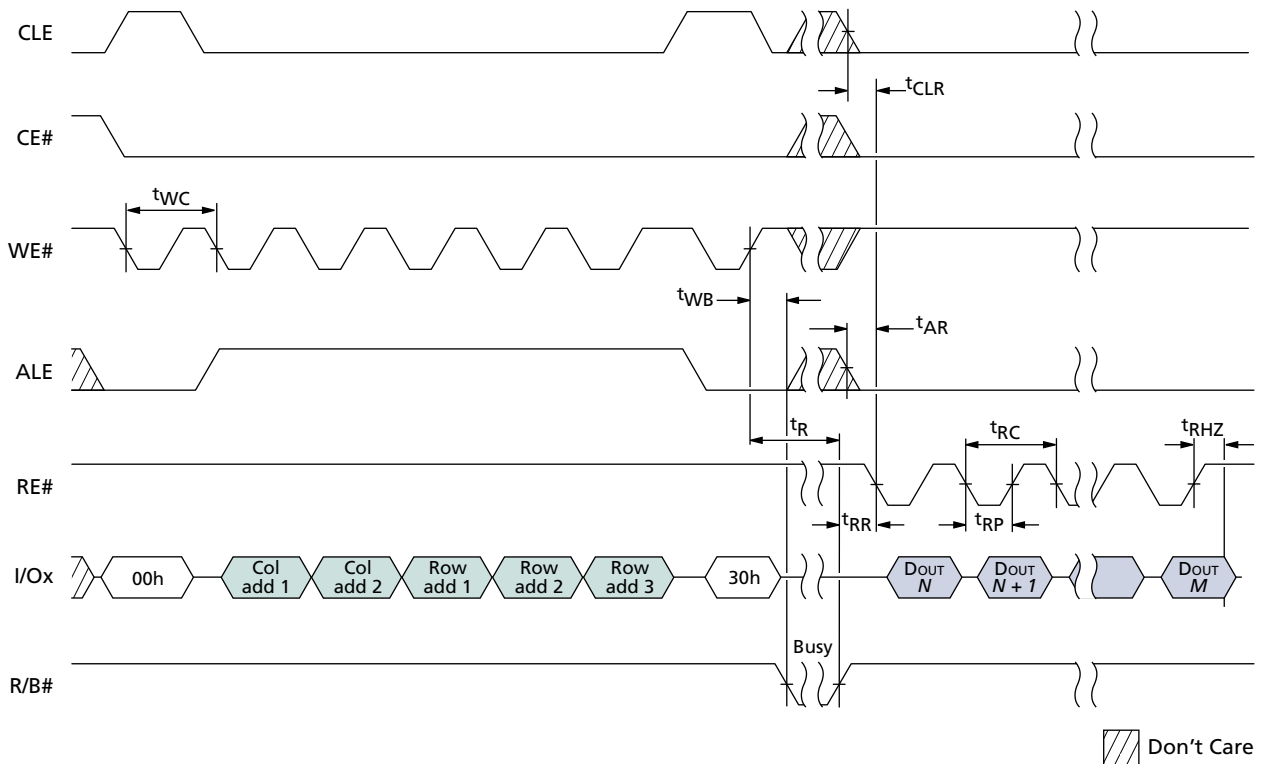 CLE
tCLR
CE#
tWC
WE#
tWB
tAR
ALE
tR
tRC
tRHZ
RE#
tRR
tRP
I/Ox
00h
Col
add 1
Col
add 2
Row
add 1
Row
add 2
Row
add 3
30h
DOUT
N
DOUT
N + 1
DOUT
M
Busy
R/B#
Don't Care